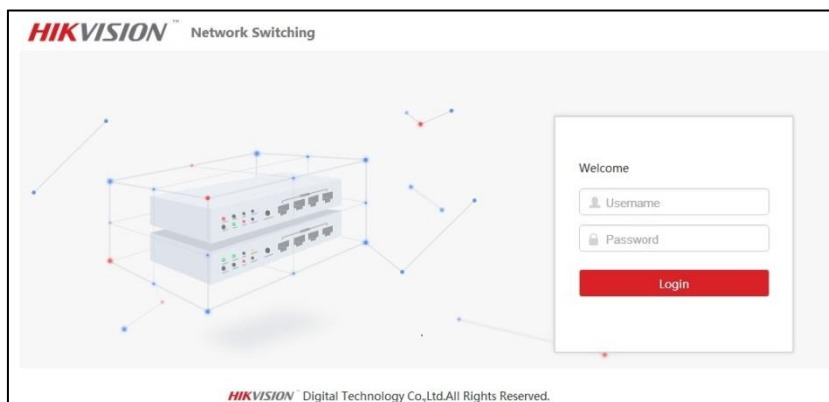 HIKVISION™ Network Switching
Welcome
Username
Password
Login
HIKVISION™ Digital Technology Co.,Ltd.All Rights Reserved.